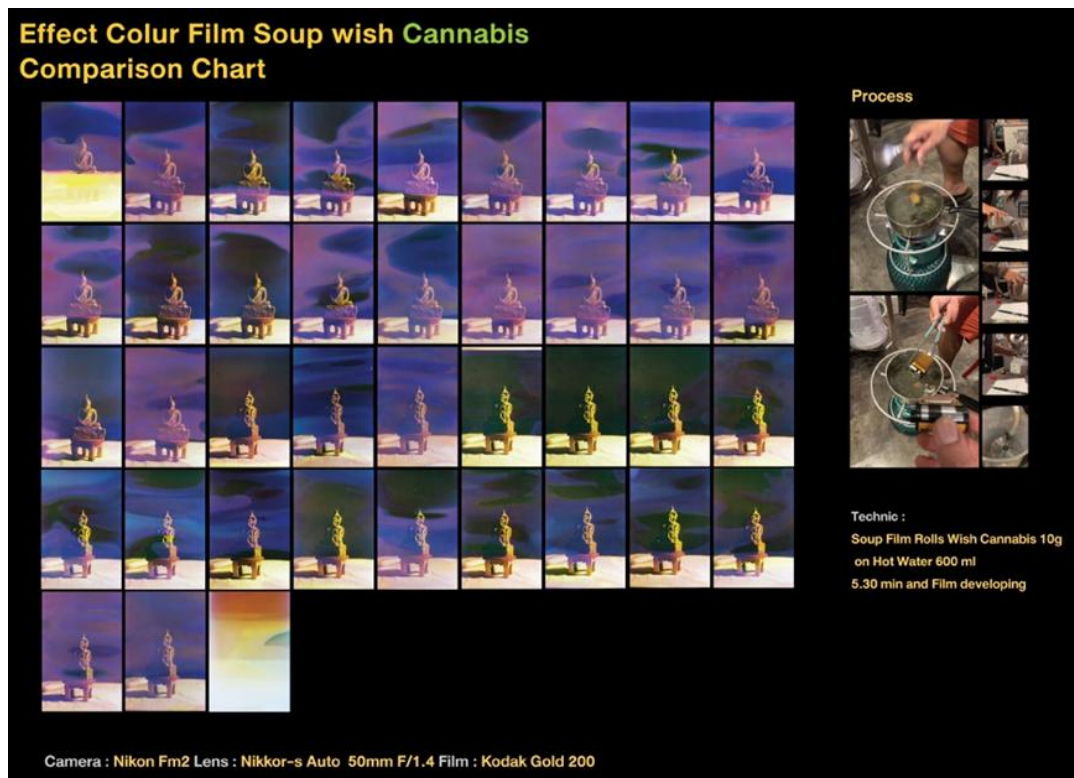 Effect Colur Film Soup wish Cannabis
Comparison Chart
Process
Technic :
Soup Film Rolls Wish Cannabis 10g
on Hot Water 600 ml
5.30 min and Film developing
Camera : Nikon Fm2 Lens : Nikkor-s Auto 50mm F/1.4 Film : Kodak Gold 200